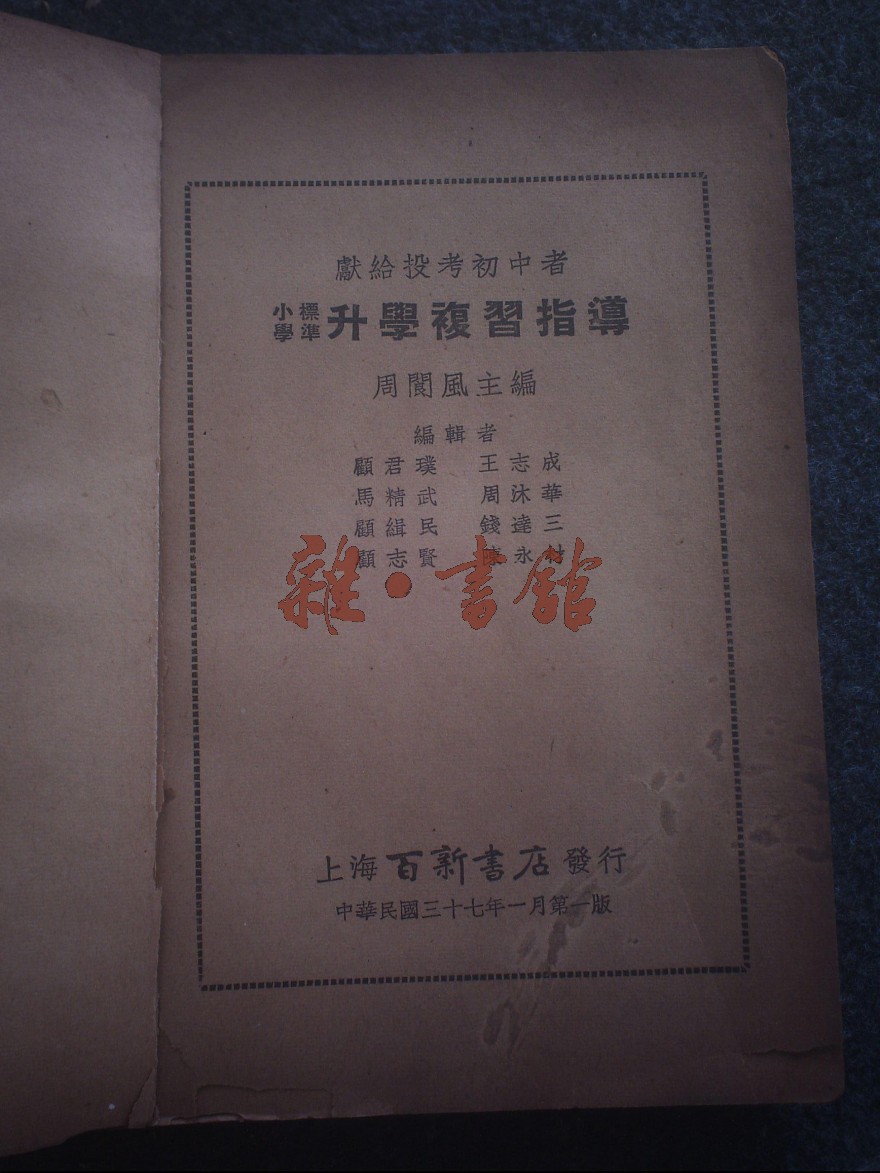 獻給投考初中者
小學標準升學複習指導
周閬風主編
編輯者
顧君璞 王志成
馬精武 周沐華
顧緝民 錢達三
顧志賢 陳永
雜·書館
上海百新書店發行
中華民國三十七年一月第一版